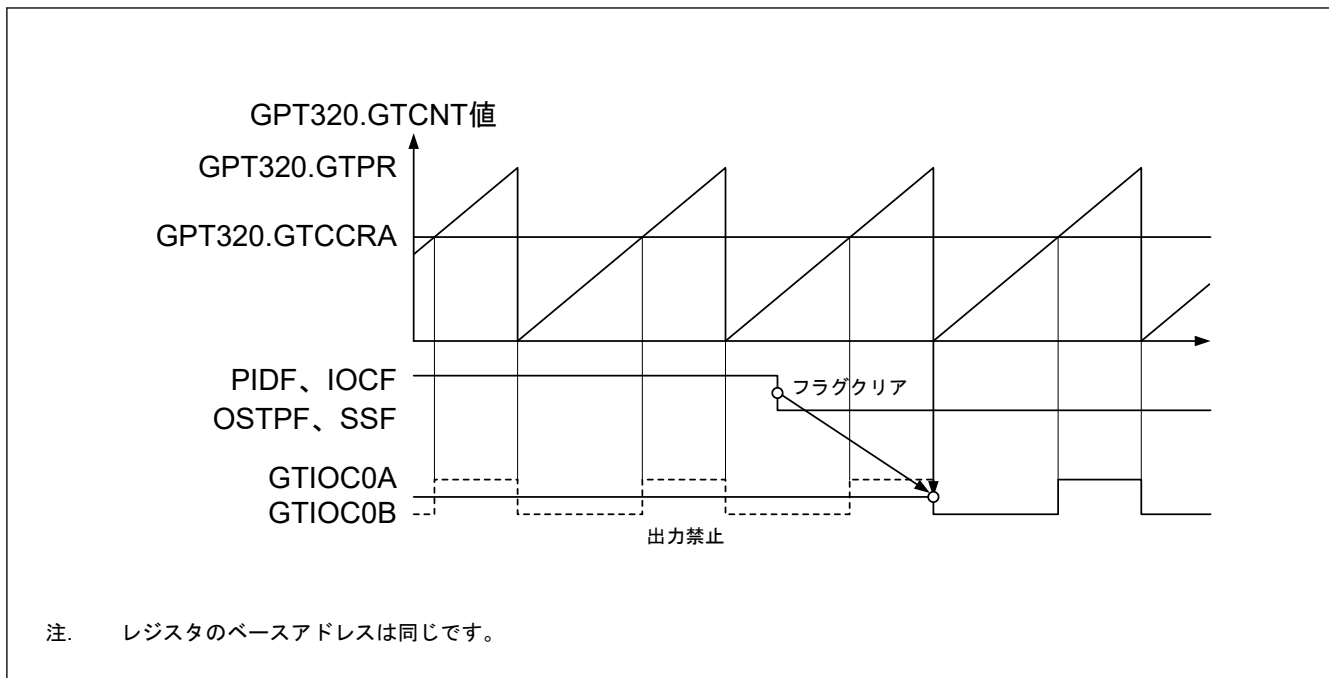 GPT320.GTCNT値
GPT320.GTPR
GPT320.GTCCRA
PIDF、IOCF
フラグクリア
OSTPF、SSF
GTIOC0A
GTIOC0B
出力禁止
注. レジスタのベースアドレスは同じです。